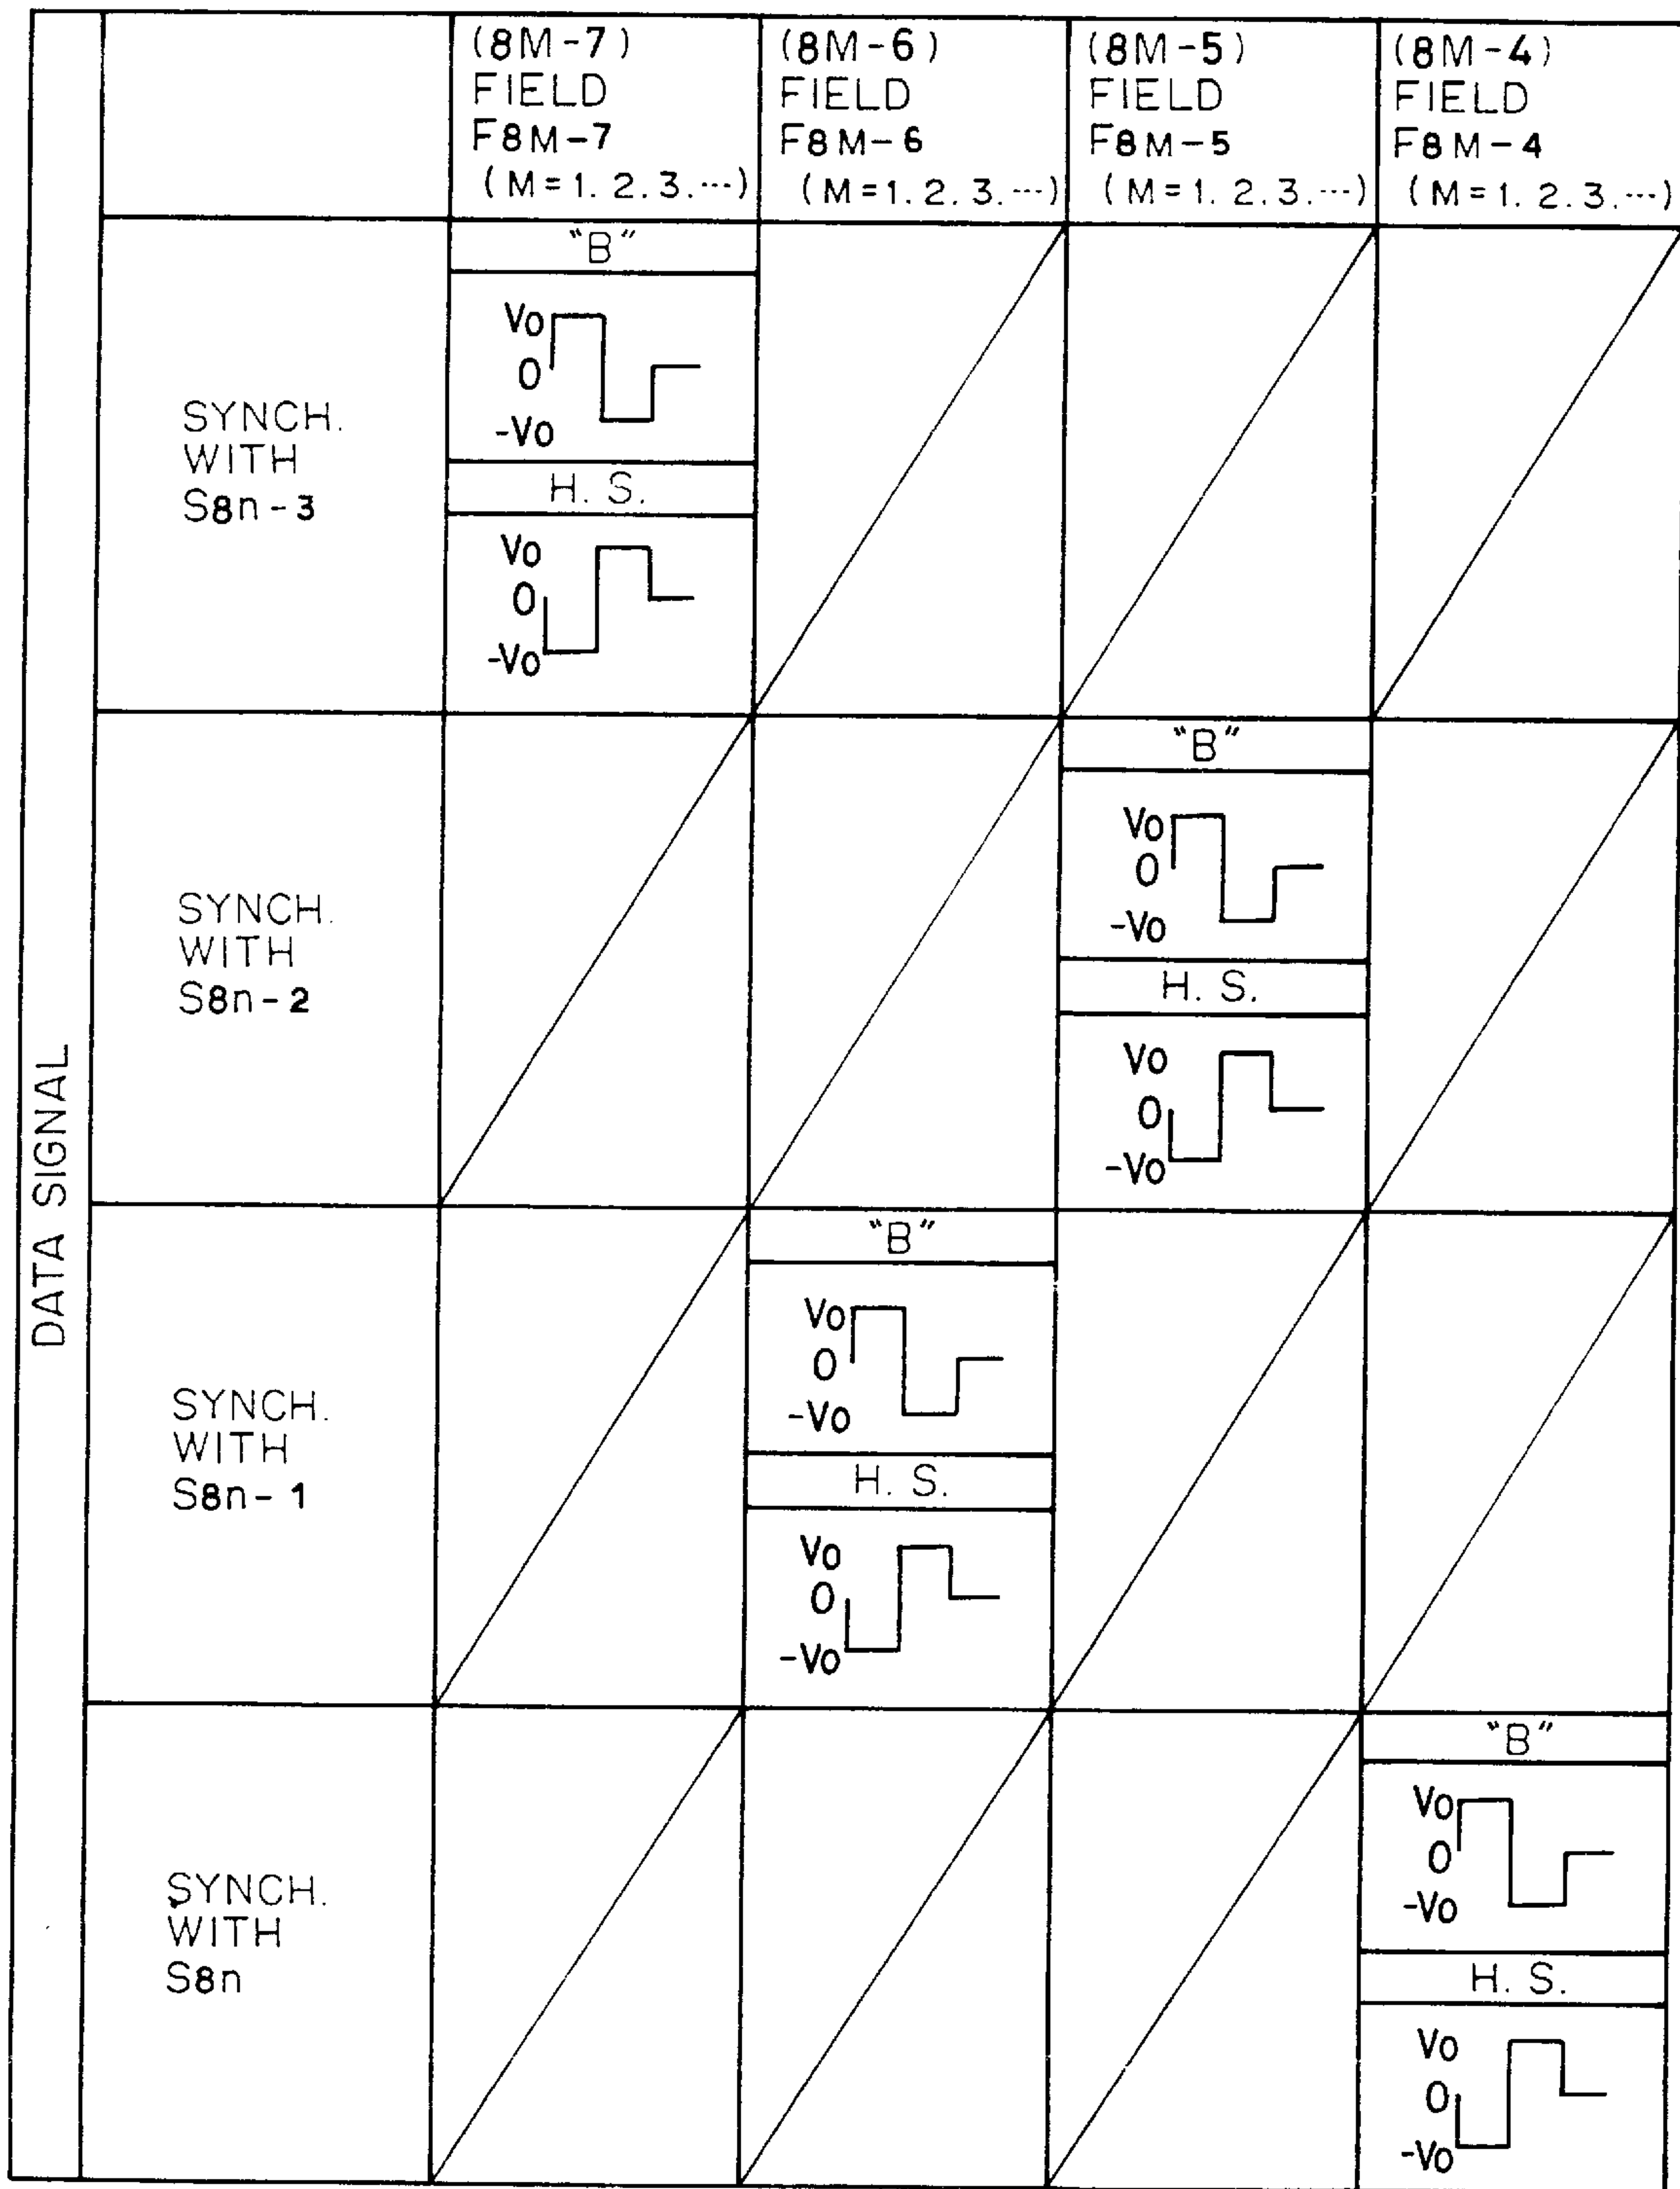 DATA SIGNAL
(8M-7)
FIELD
F8M-7
(M=1.2.3.···)
(8M-6)
FIELD
F8M-6
(M=1.2.3.···)
(8M-5)
FIELD
F8M-5
(M=1.2.3.···)
(8M-4)
FIELD
F8M-4
(M=1.2.3.···)
SYNCH.
WITH
S8n-3
"B"
Vo
0
-Vo
H. S.
Vo
0
-Vo
SYNCH.
WITH
S8n-2
"B"
Vo
0
-Vo
H. S.
Vo
0
-Vo
SYNCH.
WITH
S8n-1
"B"
Vo
0
-Vo
H. S.
Vo
0
-Vo
SYNCH.
WITH
S8n
"B"
Vo
0
-Vo
H. S.
Vo
0
-Vo